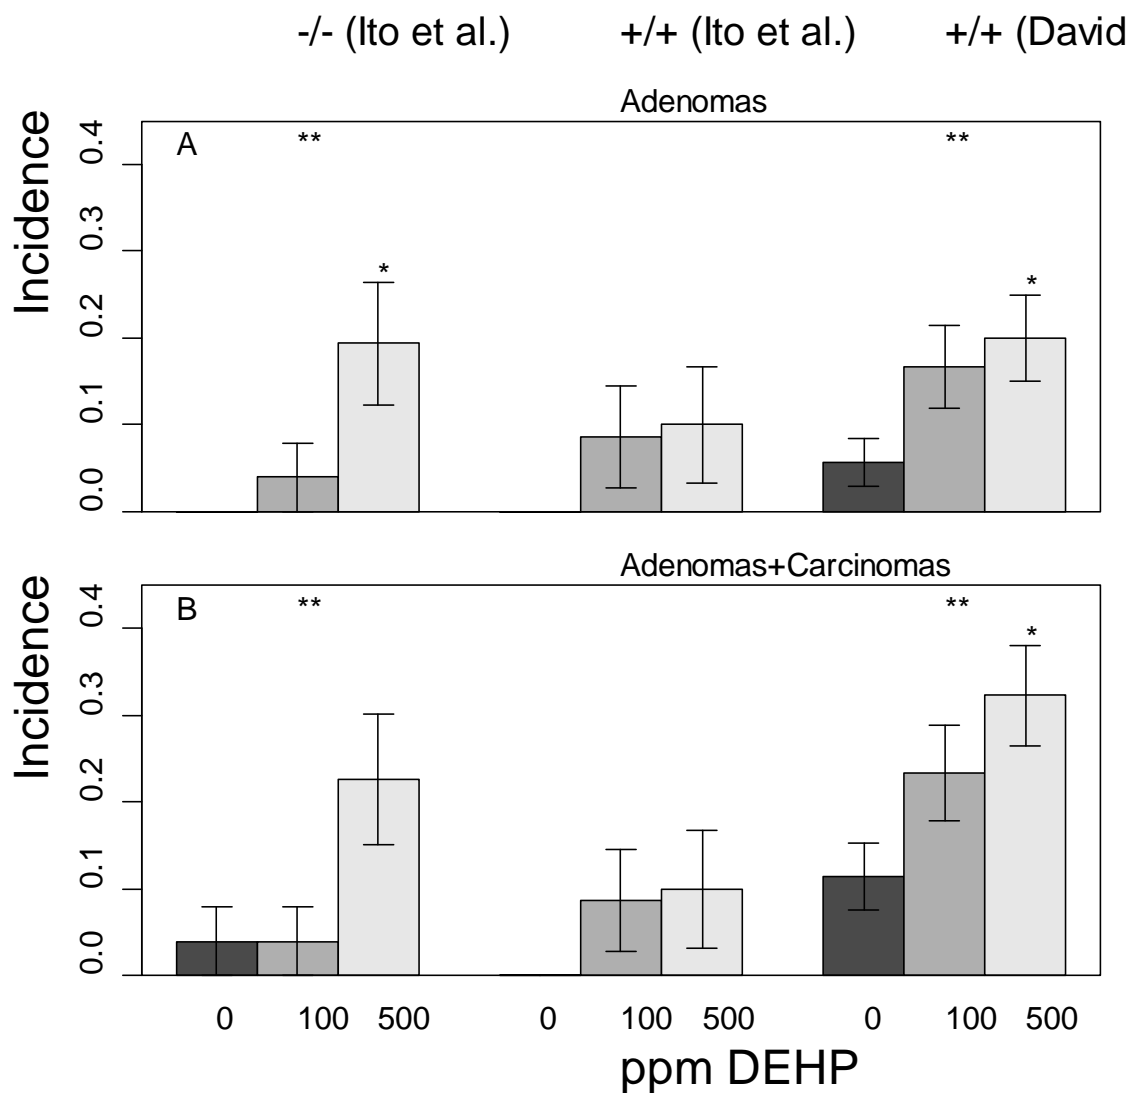 -/- (Ito et al.) +/+ (Ito et al.) +/+ (David
Adenomas
A ** **
* *
Incidence
0.4
0.3
0.2
0.1
0.0
Adenomas+Carcinomas
B ** **
*
Incidence
0.4
0.3
0.2
0.1
0.0
0 100 500 0 100 500 0 100 500
ppm DEHP